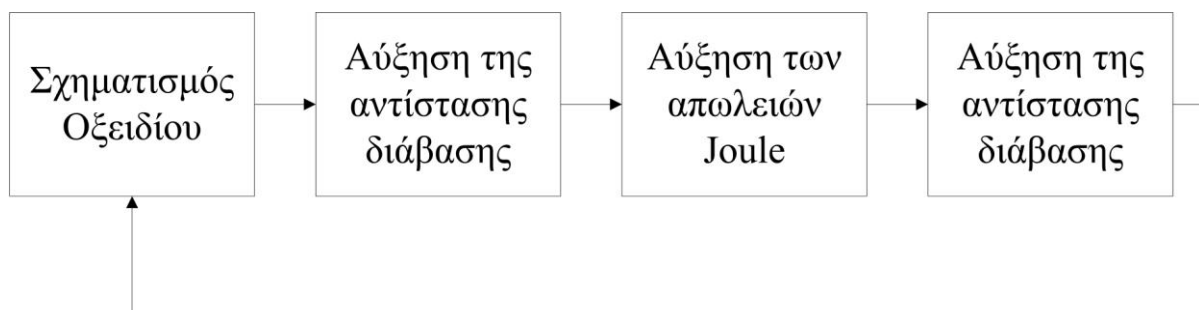 Σχηματισμός
Οξειδίου
Αύξηση της
αντίστασης
διάβασης
Αύξηση των
απωλειών
Joule
Αύξηση της
αντίστασης
διάβασης